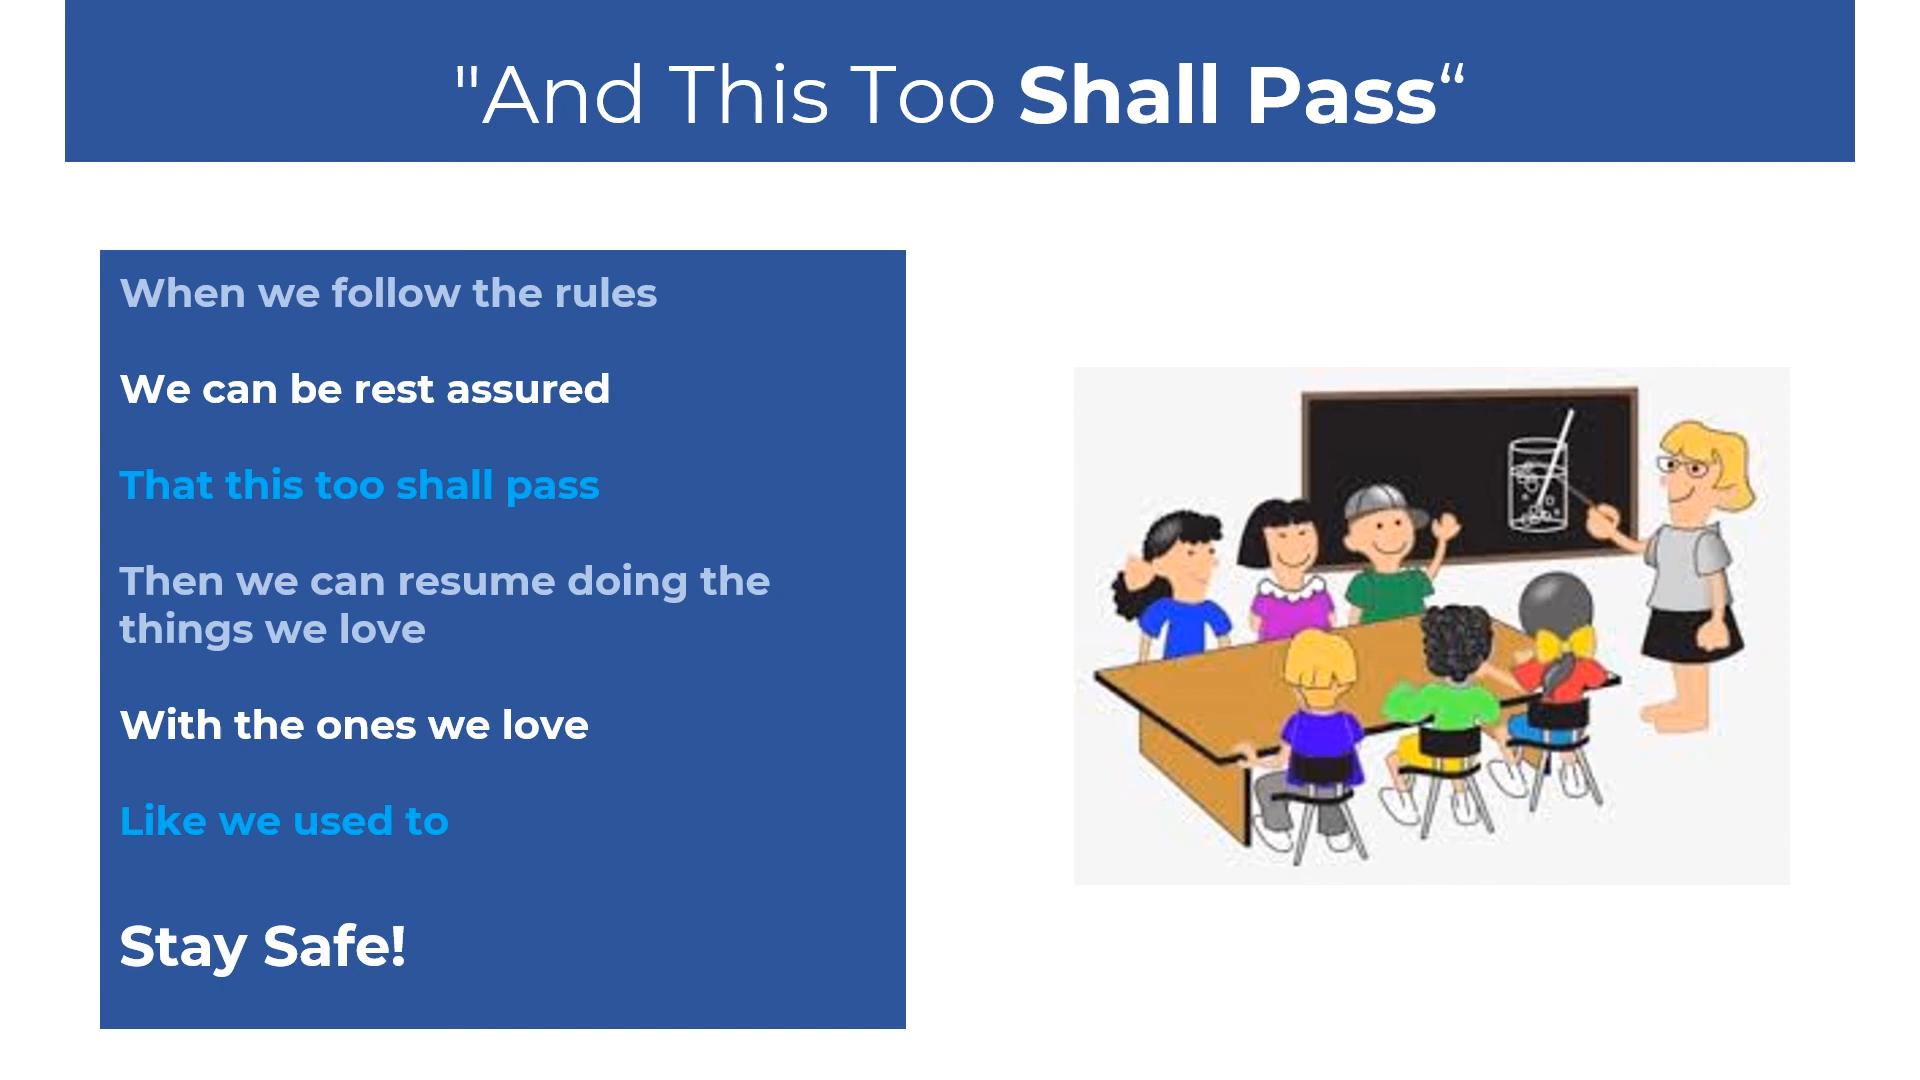 "And This Too Shall Pass“
When we follow the rules
We can be rest assured
That this too shall pass
Then we can resume doing the
things we love
With the ones we love
Like we used to
Stay Safe!